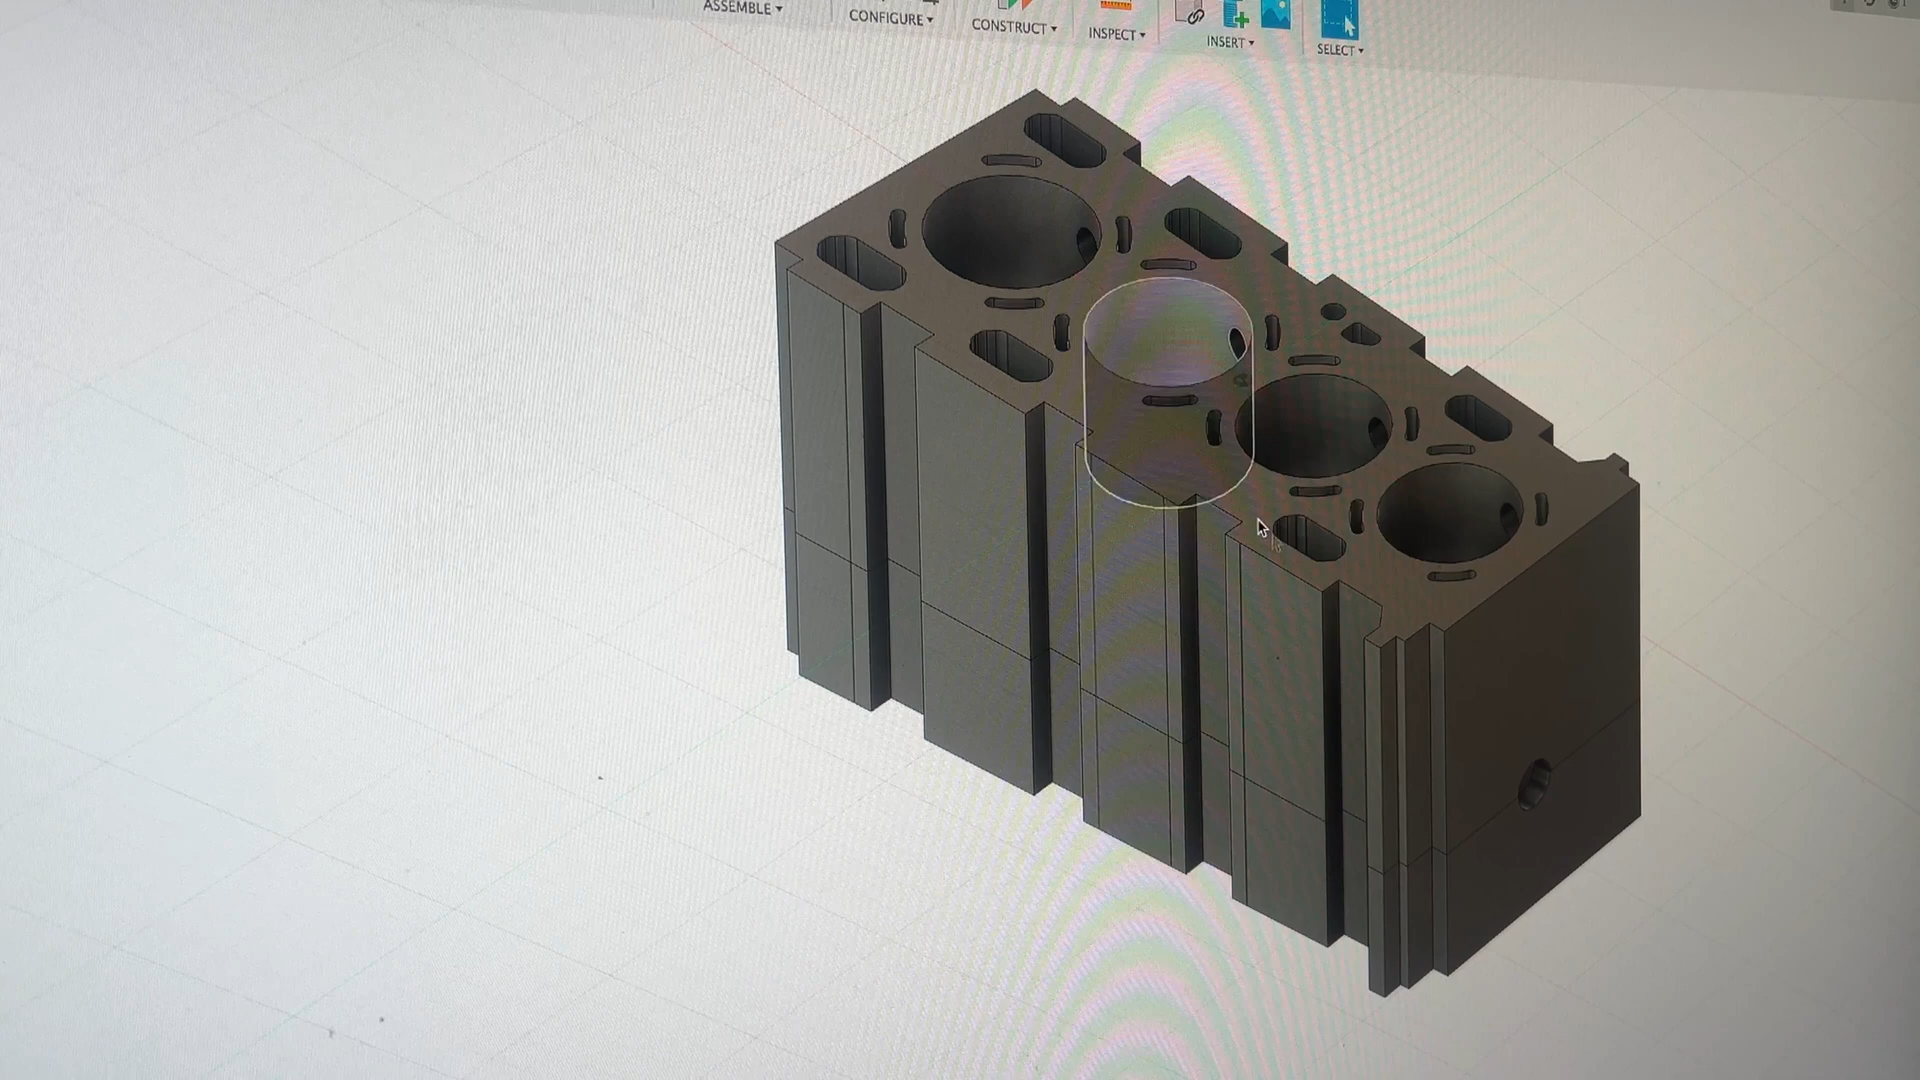 ASSEMBLE ▾
CONFIGURE ▾
CONSTRUCT ▾
INSPECT ▾
INSERT ▾
SELECT ▾